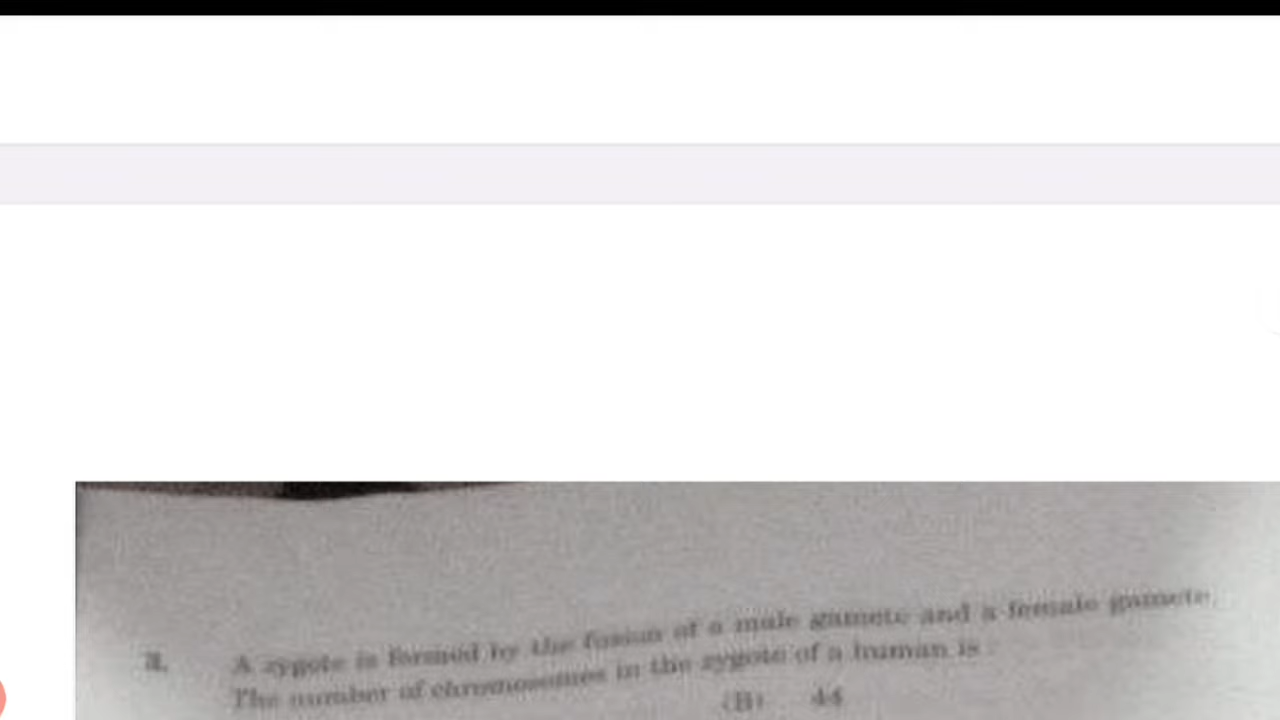 A zygote is formed by the fusion of a male gamete and a female gamete.
The number of chromosomes in the zygote of a human is :
(B) 44